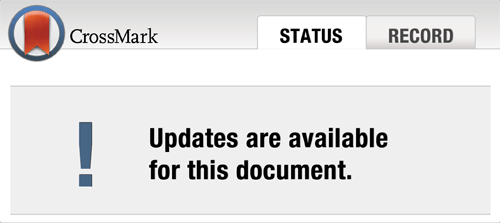 CrossMark
STATUS
RECORD
!
Updates are available
for this document.